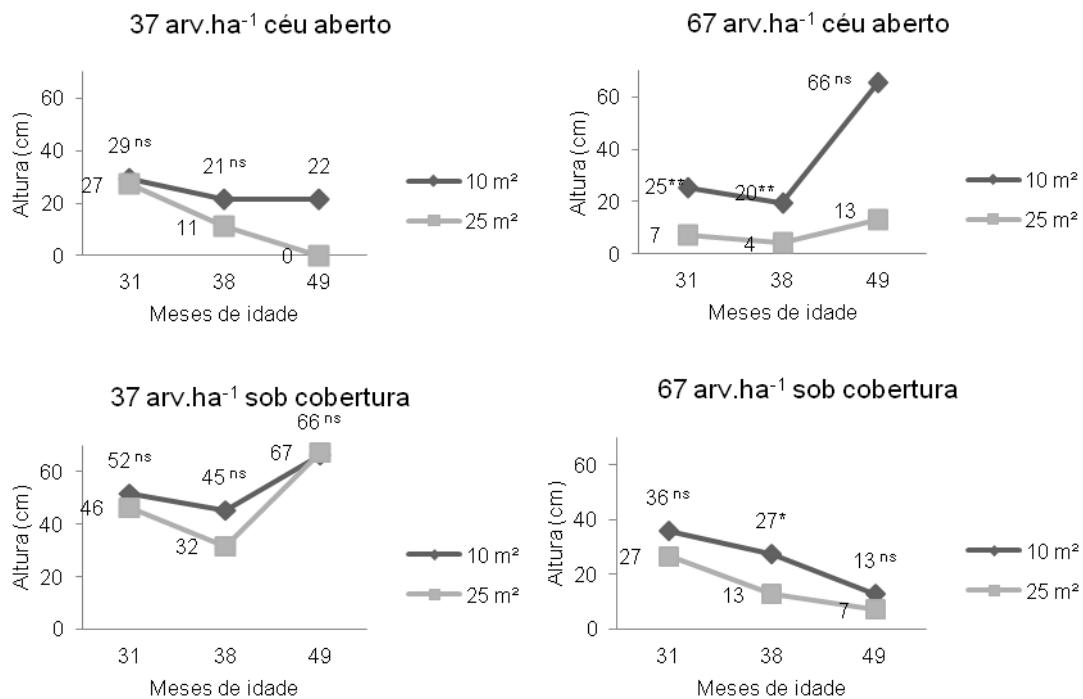 37 arv.ha⁻¹ céu aberto
Altura (cm)
60
40
20
0
29 ns
21 ns
22
27
11
0
31 38 49
Meses de idade
10 m²
25 m²
67 arv.ha⁻¹ céu aberto
Altura (cm)
60
40
20
0
66 ns
25**
20**
13
7
4
31 38 49
Meses de idade
10 m²
25 m²
37 arv.ha⁻¹ sob cobertura
Altura (cm)
60
40
20
0
66 ns
52 ns
45 ns
67
46
32
31 38 49
Meses de idade
10 m²
25 m²
67 arv.ha⁻¹ sob cobertura
Altura (cm)
60
40
20
0
36 ns
27*
13 ns
27
13
7
31 38 49
Meses de idade
10 m²
25 m²